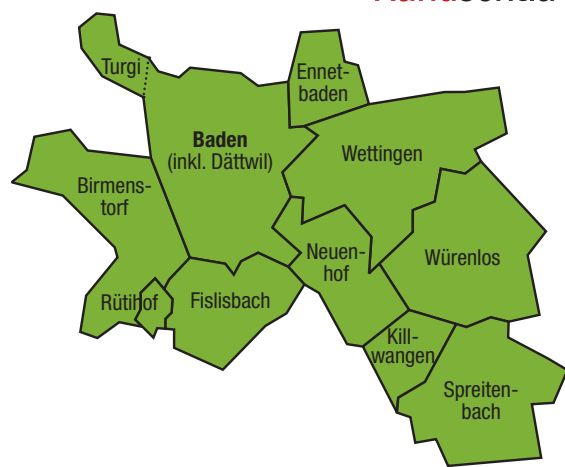 Turgi
Ennet-
baden
Baden
(inkl. Dättwil)
Wettingen
Birmens-
torf
Neuen-
hof
Würenlos
Rütihof
Fislisbach
Kill-
wangen
Spreiten-
bach